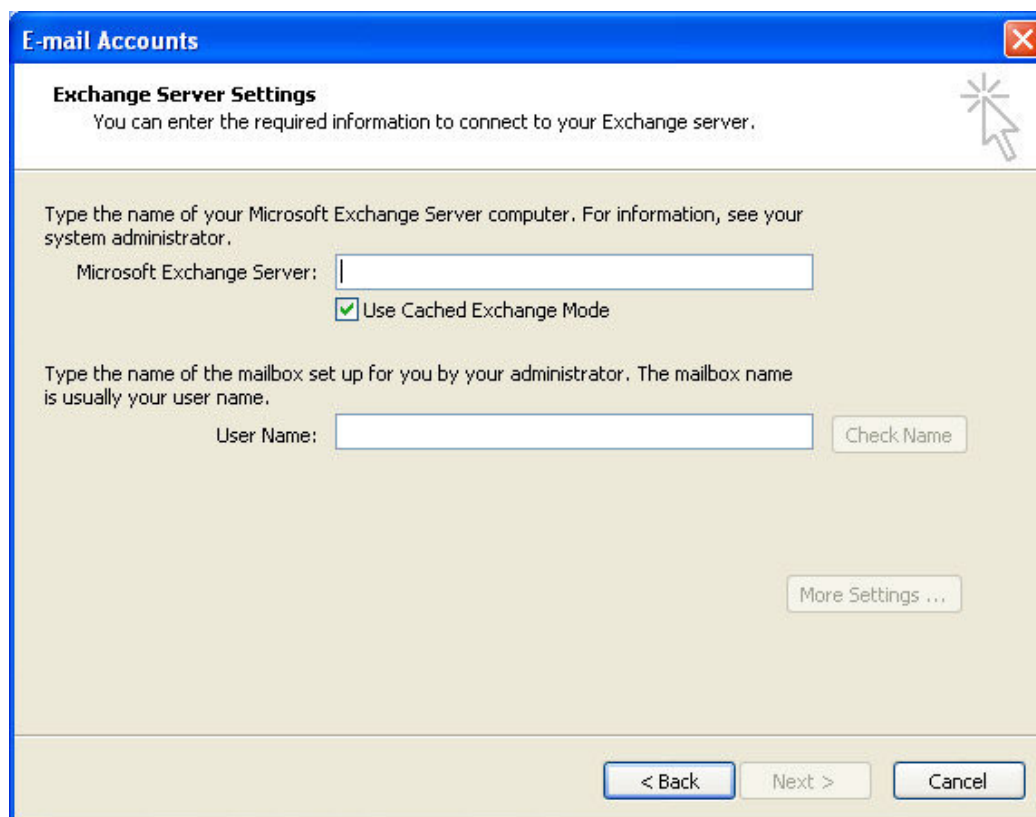 E-mail Accounts
Exchange Server Settings
You can enter the required information to connect to your Exchange server.
Type the name of your Microsoft Exchange Server computer. For information, see your
system administrator.
Microsoft Exchange Server:
Use Cached Exchange Mode
Type the name of the mailbox set up for you by your administrator. The mailbox name
is usually your user name.
User Name:
Check Name
More Settings ...
< Back
Next >
Cancel